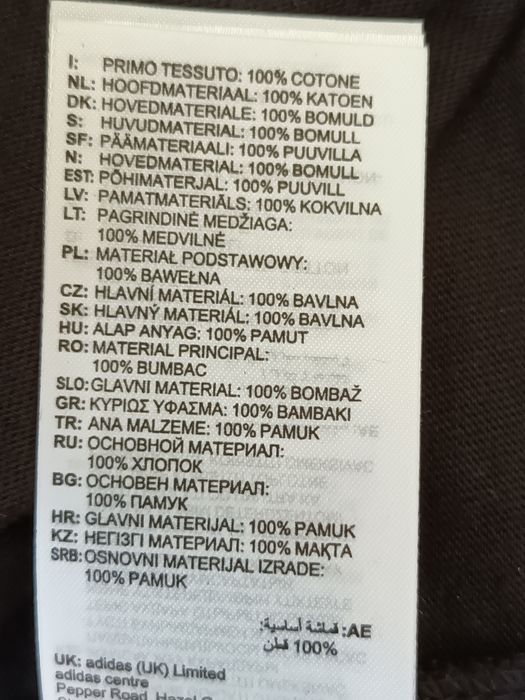 I: PRIMO TESSUTO: 100% COTONE
NL: HOOFDMATERIAAL: 100% KATOEN
DK: HOVEDMATERIALE: 100% BOMULD
S: HUVUDMATERIAL: 100% BOMULL
SF: PÄÄMATERIAALI: 100% PUUVILLA
N: HOVEDMATERIAL: 100% BOMULL
EST: PÕHIMATERJAL: 100% PUUVILL
LV: PAMATMATERIĀLS: 100% KOKVILNA
LT: PAGRINDINĖ MEDŽIAGA:
100% MEDVILNĖ
PL: MATERIAŁ PODSTAWOWY:
100% BAWEŁNA
CZ: HLAVNÍ MATERIÁL: 100% BAVLNA
SK: HLAVNÝ MATERIÁL: 100% BAVLNA
HU: ALAP ANYAG: 100% PAMUT
RO: MATERIAL PRINCIPAL:
100% BUMBAC
SLO: GLAVNI MATERIAL: 100% BOMBAŽ
GR: ΚΥΡΙΩΣ ΥΦΑΣΜΑ: 100% ΒΑΜΒΑΚΙ
TR: ANA MALZEME: 100% PAMUK
RU: ОСНОВНОЙ МАТЕРИАЛ:
100% ХЛОПОК
BG: ОСНОВЕН МАТЕРИАЛ:
100% ПАМУК
HR: GLAVNI MATERIJAL: 100% PAMUK
KZ: НЕГІЗГІ МАТЕРИАЛ: 100% МАҚТА
SRB: OSNOVNI MATERIJAL IZRADE:
100% PAMUK
AE: قماشة أساسية:
100% قطن
UK: adidas (UK) Limited
adidas centre
Pepper Road, Hazel